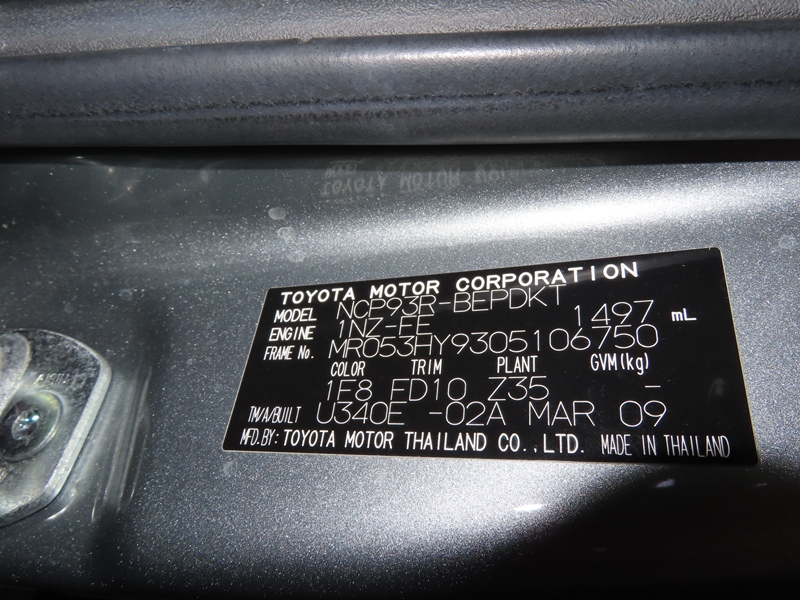 TOYOTA MOTOR CORPORATION
MODEL NCP93R-BEPDKT
ENGINE 1NZ-FE 1497 mL
FRAME No. MR053HY9305106750
COLOR TRIM PLANT GVM(kg)
1F8 FD10 Z35 -
TM/A/BUILT U340E -02A MAR 09
MFD.BY: TOYOTA MOTOR THAILAND CO.,LTD. MADE IN THAILAND